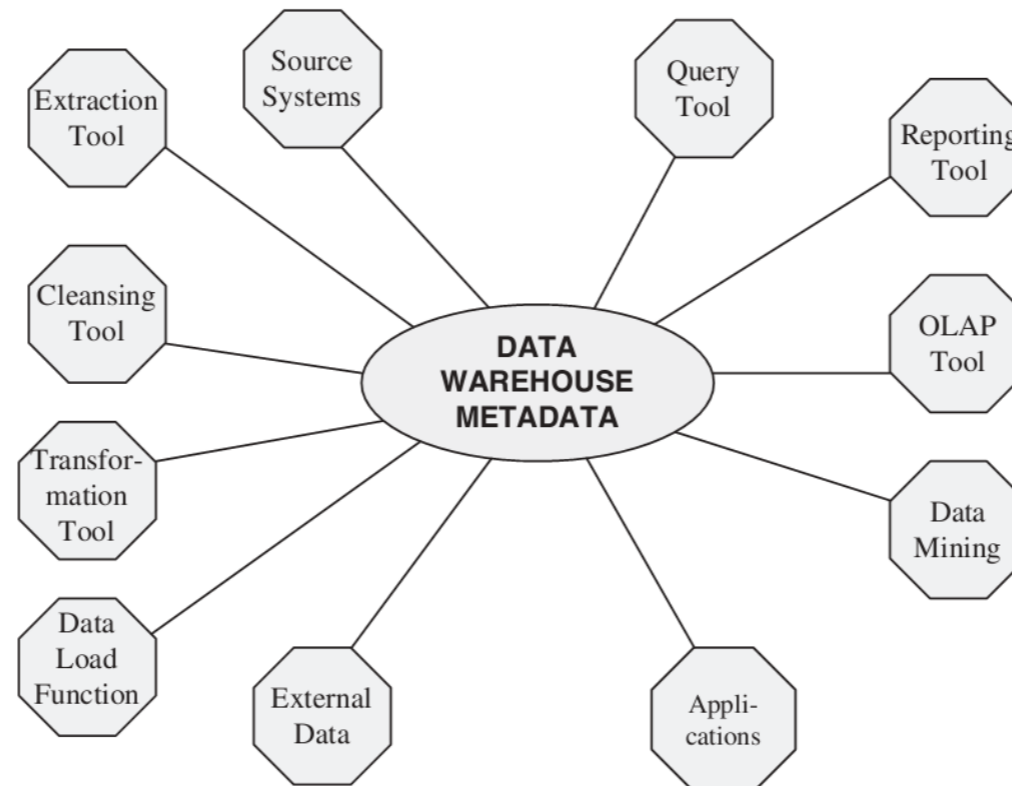 Source
Systems
Query
Tool
Extraction
Tool
Reporting
Tool
Cleansing
Tool
OLAP
Tool
DATA
WAREHOUSE
METADATA
Transfor-
mation
Tool
Data
Mining
Data
Load
Function
External
Data
Appli-
cations